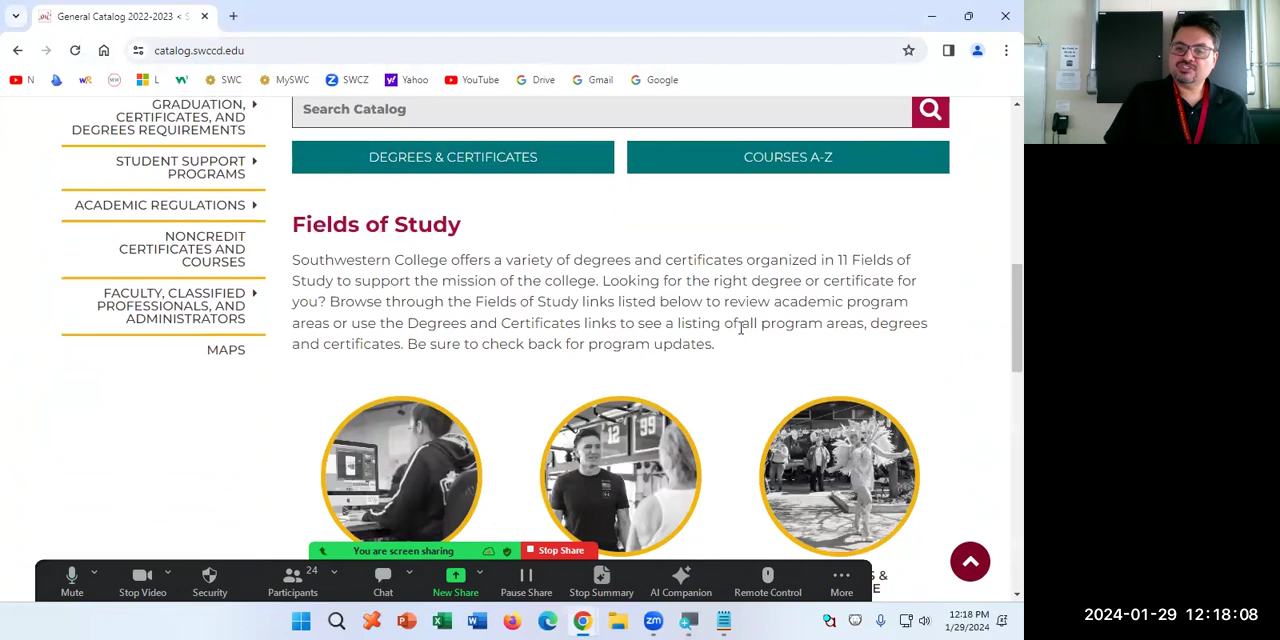 General Catalog 2022-2023 < S
catalog.swccd.edu
N
L
SWC
MySWC
SWCZ
Yahoo
YouTube
Drive
Gmail
Google
GRADUATION,
CERTIFICATES, AND
DEGREES REQUIREMENTS
STUDENT SUPPORT
PROGRAMS
ACADEMIC REGULATIONS
NONCREDIT
CERTIFICATES AND
COURSES
FACULTY, CLASSIFIED
PROFESSIONALS, AND
ADMINISTRATORS
MAPS
Search Catalog
DEGREES & CERTIFICATES
COURSES A-Z
Fields of Study
Southwestern College offers a variety of degrees and certificates organized in 11 Fields of
Study to support the mission of the college. Looking for the right degree or certificate for
you? Browse through the Fields of Study links listed below to review academic program
areas or use the Degrees and Certificates links to see a listing of all program areas, degrees
and certificates. Be sure to check back for program updates.
12
99
S &
E
You are screen sharing
Stop Share
24
Mute
Stop Video
Security
Participants
Chat
New Share
Pause Share
Stop Summary
AI Companion
Remote Control
More
12:18 PM
1/29/2024
2024-01-29 12:18:08